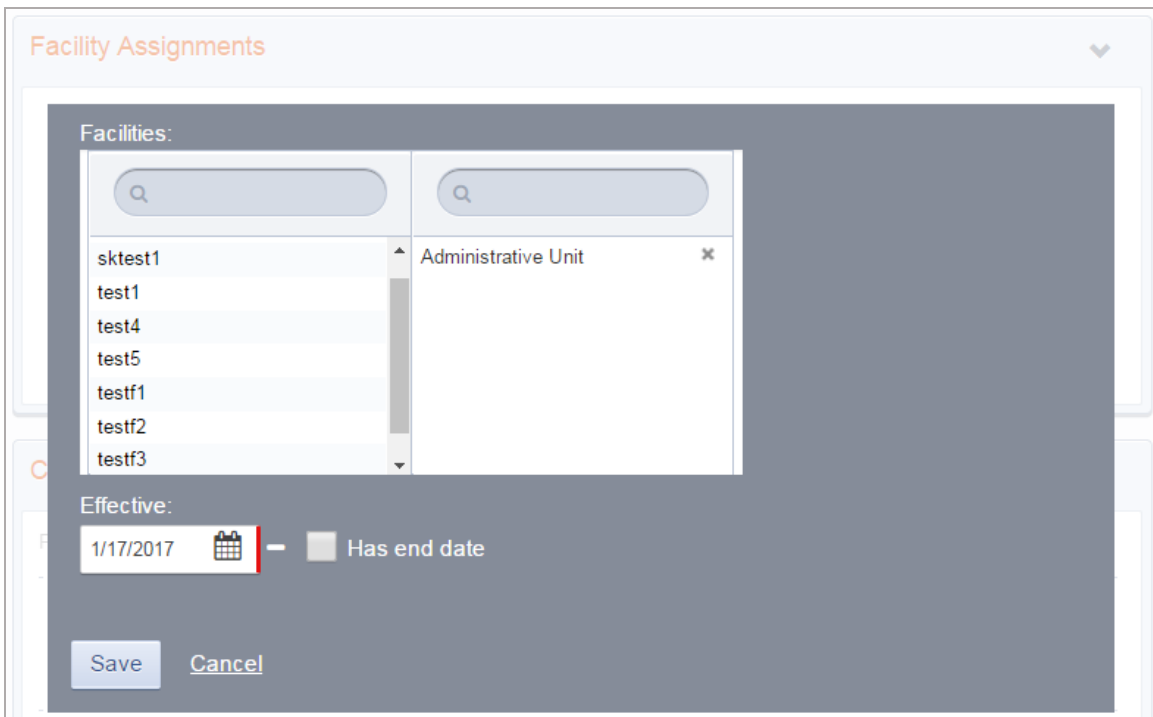 Facility Assignments
Facilities:
sktest1
Administrative Unit
test1
test4
test5
testf1
testf2
testf3
C
Effective:
F
1/17/2017
Has end date
Save
Cancel